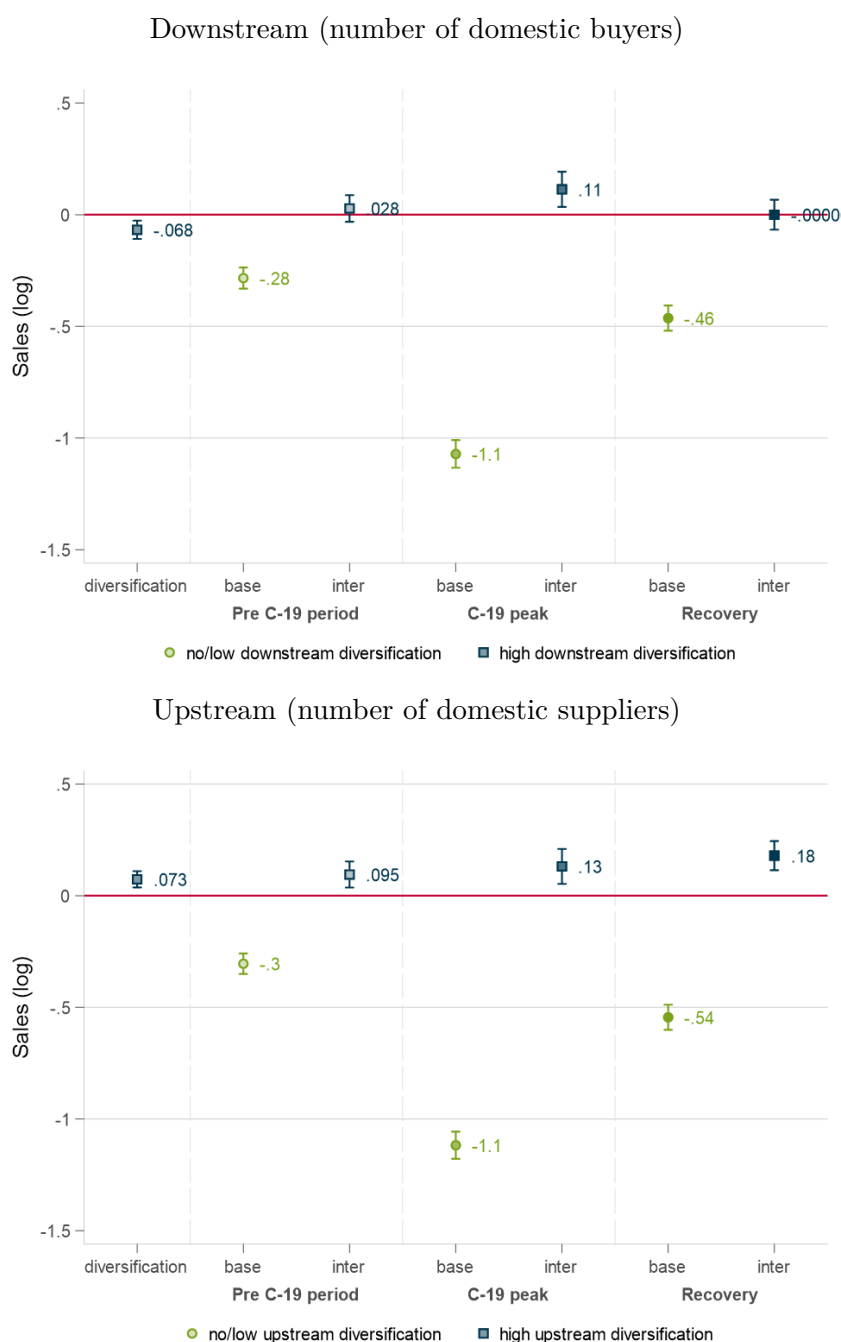 Downstream (number of domestic buyers)
.5
.028
.11
0
-.068
-.0000
-.28
Sales (log)
-.5
-.46
-1
-1.1
-1.5
diversification base inter base inter base inter
Pre C-19 period C-19 peak Recovery
no/low downstream diversification high downstream diversification
Upstream (number of domestic suppliers)
.5
.073
.095
.13
.18
0
-.3
Sales (log)
-.5
-.54
-1
-1.1
-1.5
diversification base inter base inter base inter
Pre C-19 period C-19 peak Recovery
no/low upstream diversification high upstream diversification